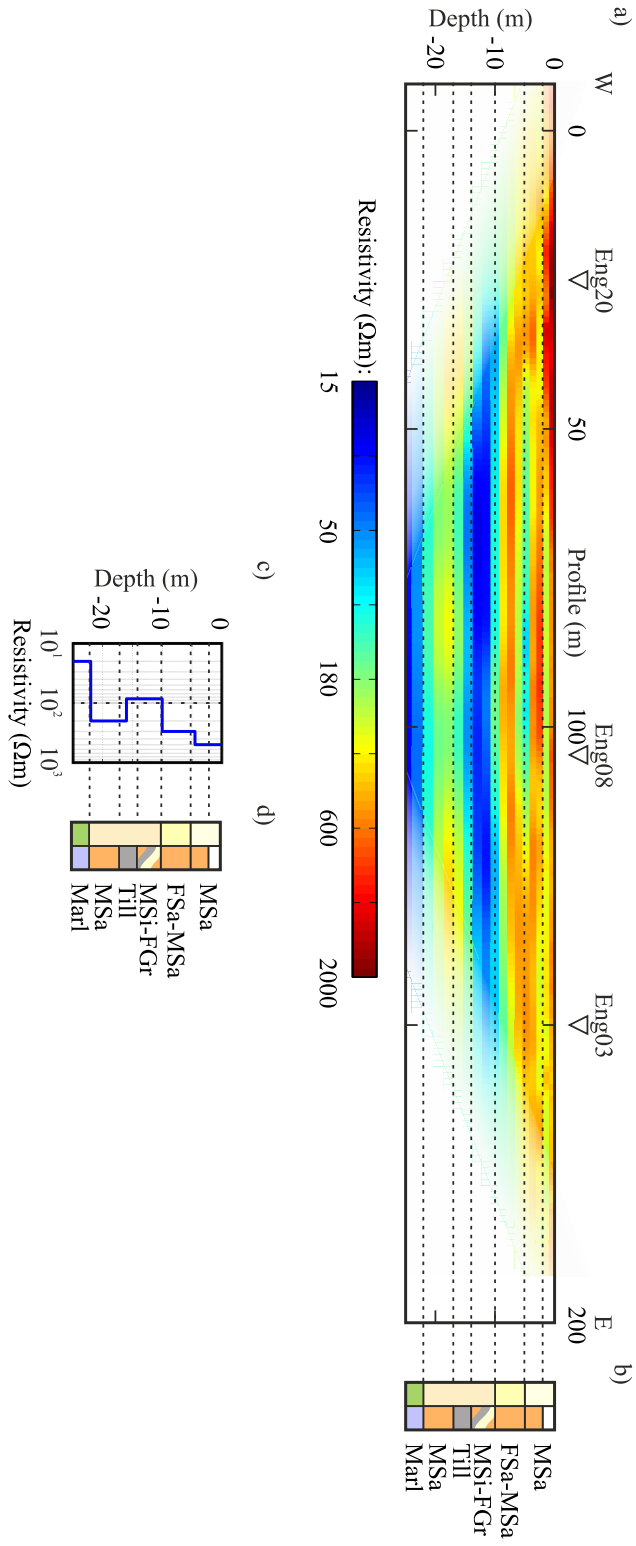 a)
W
E
b)
Eng20
Eng08
Eng03
0
50
Profile (m)
100
200
Depth (m)
0
-10
-20
MSa
FSa-MSa
MSi-FGr
Till
MSa
Marl
Resistivity (Ωm):
15
50
180
600
2000
c)
d)
Depth (m)
0
-10
-20
10¹
10²
10³
Resistivity (Ωm)
MSa
FSa-MSa
MSi-FGr
Till
MSa
Marl